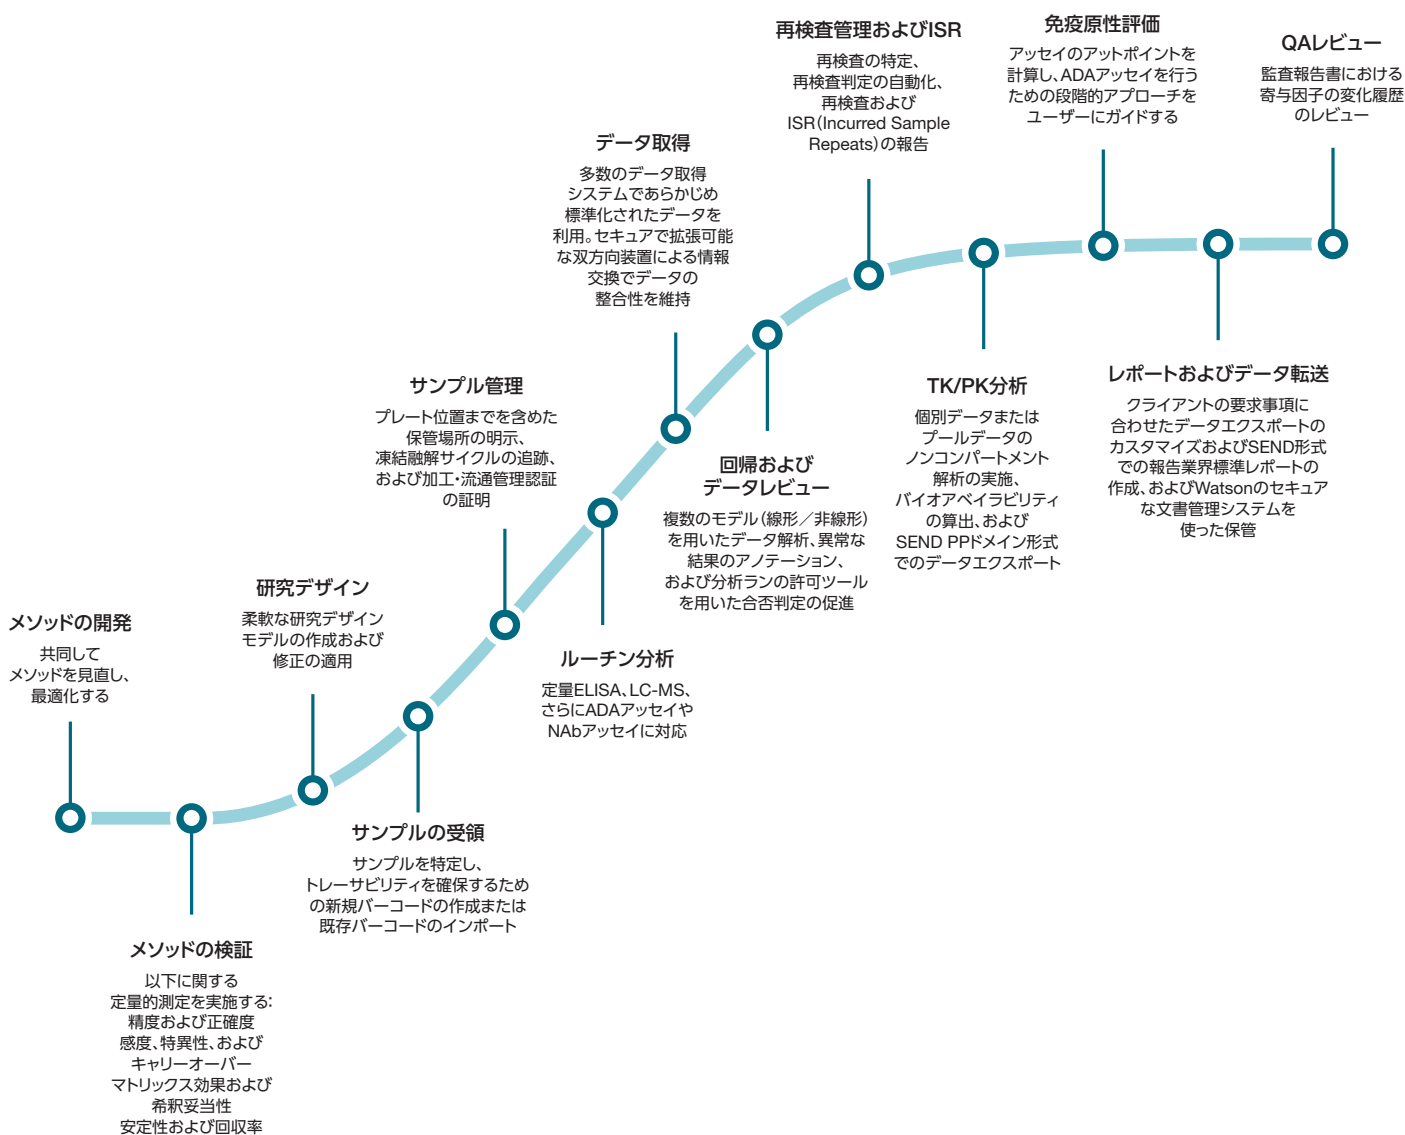 メソッドの開発
共同して
メソッドを見直し、
最適化する
メソッドの検証
以下に関する
定量的測定を実施する:
精度および正確度
感度、特異性、および
キャリーオーバー
マトリックス効果および
希釈妥当性
安定性および回収率
研究デザイン
柔軟な研究デザイン
モデルの作成および
修正の適用
サンプルの受領
サンプルを特定し、
トレーサビリティを確保するため
の新規バーコードの作成または
既存バーコードのインポート
サンプル管理
プレート位置までを含めた
保管場所の明示、
凍結融解サイクルの追跡、
および加工・流通管理認証
の証明
ルーチン分析
定量ELISA、LC-MS、
さらにADAアッセイや
NAbアッセイに対応
データ取得
多数のデータ取得
システムであらかじめ
標準化されたデータを
利用。セキュアで拡張可能
な双方向装置による情報
交換でデータの
整合性を維持
回帰および
データレビュー
複数のモデル（線形／非線形）
を用いたデータ解析、異常な
結果のアノテーション、
および分析ランの許可ツール
を用いた合否判定の促進
再検査管理およびISR
再検査の特定、
再検査判定の自動化、
再検査および
ISR（Incurred Sample
Repeats）の報告
TK/PK分析
個別データまたは
プールデータの
ノンコンパートメント
解析の実施、
バイオアベイラビリティ
の算出、および
SEND PPドメイン形式
でのデータエクスポート
免疫原性評価
アッセイのアットポイントを
計算し、ADAアッセイを行う
ための段階的アプローチを
ユーザーにガイドする
レポートおよびデータ転送
クライアントの要求事項に
合わせたデータエクスポートの
カスタマイズおよびSEND形式
での報告業界標準レポートの
作成、およびWatsonのセキュア
な文書管理システムを
使った保管
QAレビュー
監査報告書における
寄与因子の変化履歴
のレビュー